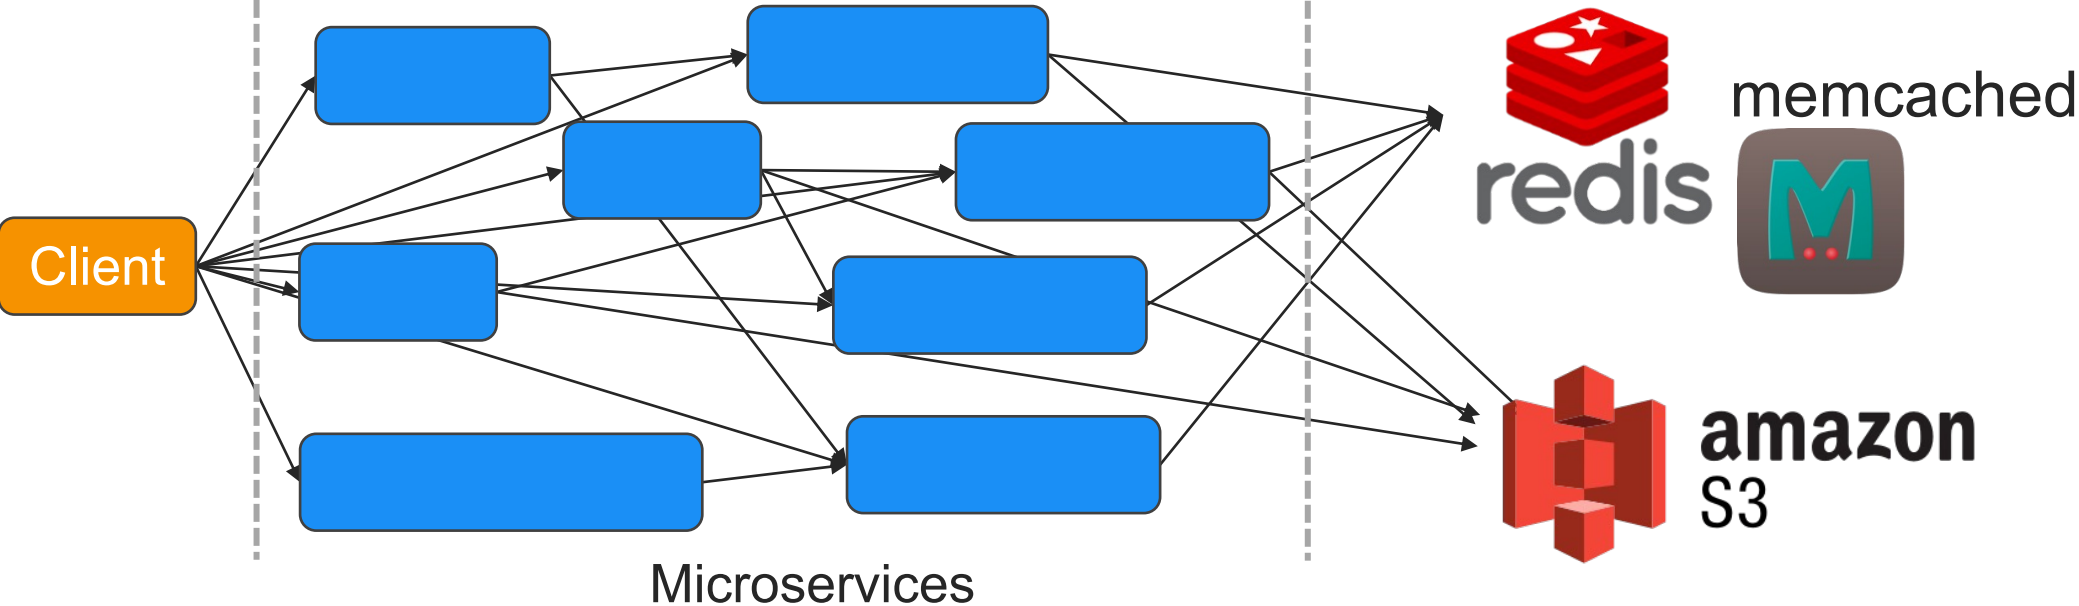 Client
Microservices
redis
memcached
M
amazon
S3